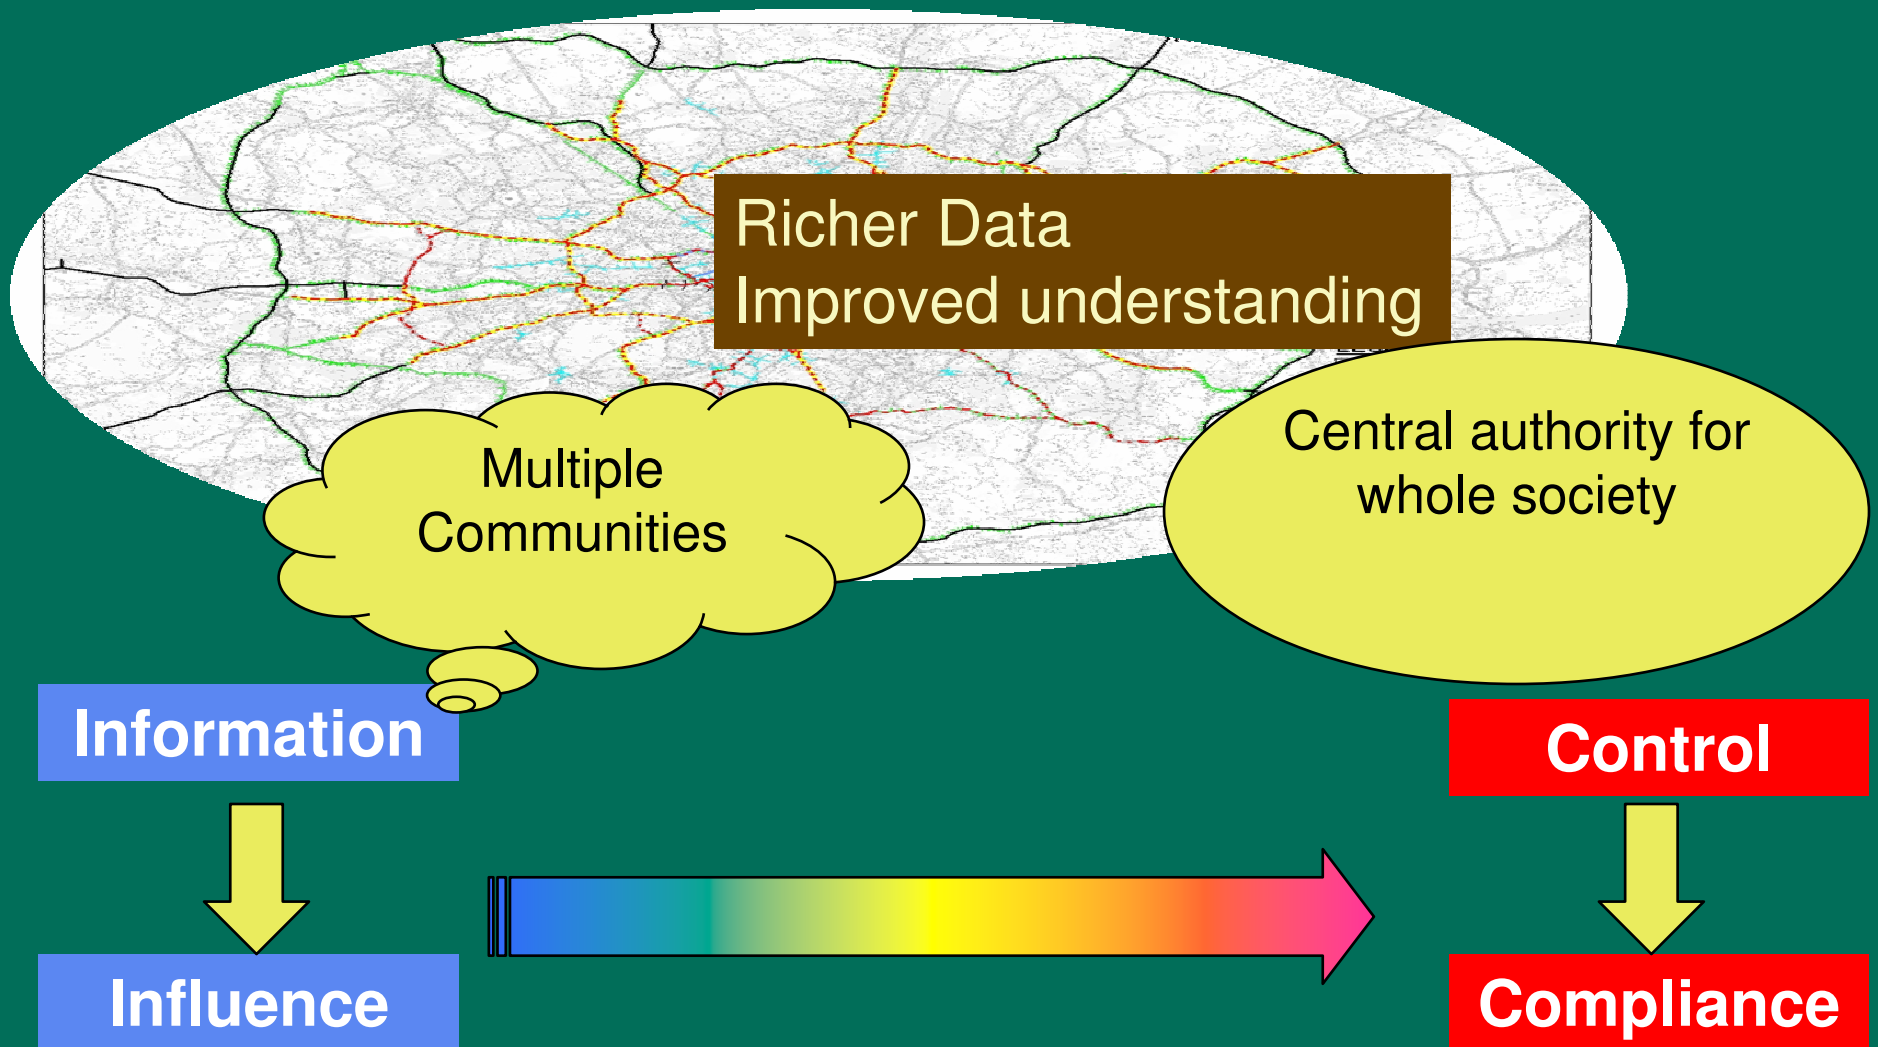 Richer Data
Improved understanding
Multiple
Communities
Central authority for
whole society
Information
Control
Influence
Compliance